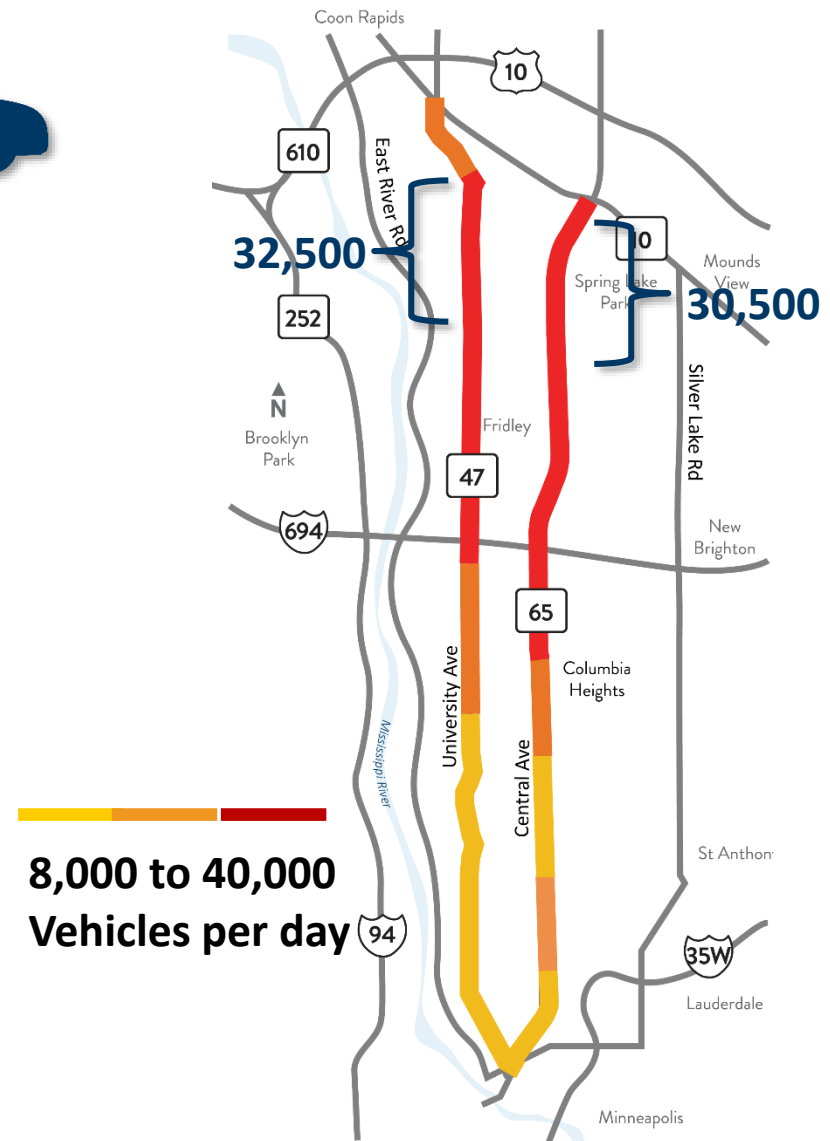 Coon Rapids
10
610
East River Rd
32,500
10
Mounds
View
Spring Lake
Park
30,500
252
N
Silver Lake Rd
Brooklyn
Park
Fridley
47
694
New
Brighton
65
University Ave
Columbia
Heights
Mississippi River
Central Ave
8,000 to 40,000
Vehicles per day
St Anthon
94
35W
Lauderdale
Minneapolis